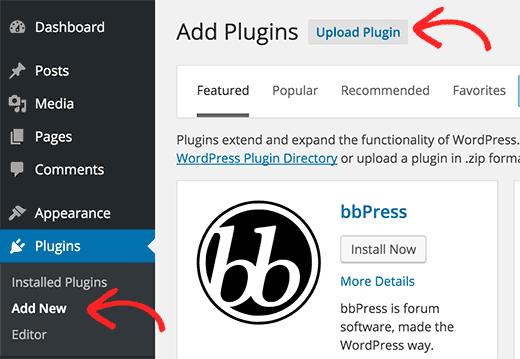 Dashboard
Posts
Media
Pages
Comments
Appearance
Plugins
Installed Plugins
Add New
Editor
Add Plugins
Upload Plugin
Featured
Popular
Recommended
Favorites
Plugins extend and expand the functionality of WordPress.
WordPress Plugin Directory or upload a plugin in .zip forma
bb
bbPress
Install Now
More Details
bbPress is forum
software, made the
WordPress way.